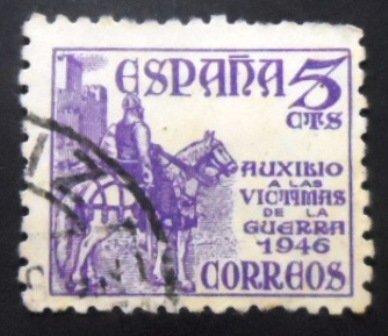 ESPAÑA 5
CTS
AUXILIO
A LAS
VICTIMAS
DE LA
GUERRA
1946
CORREOS